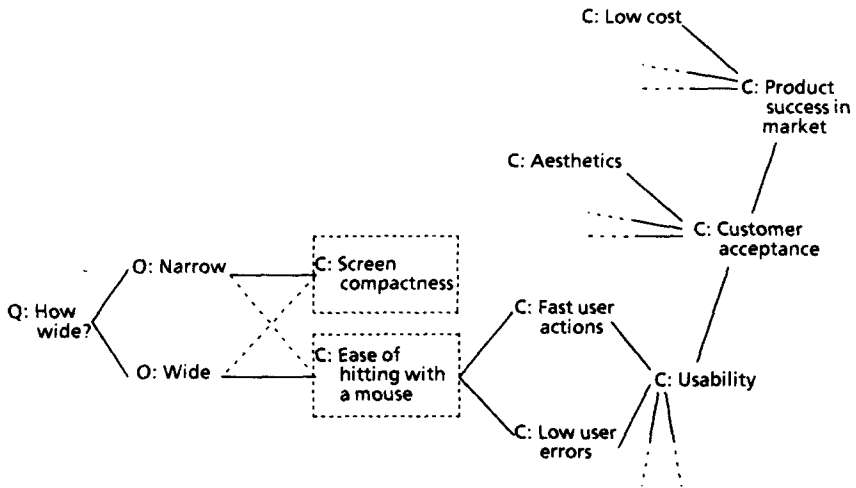 C: Low cost
C: Product
success in
market
C: Aesthetics
C: Customer
acceptance
O: Narrow
C: Screen
compactness
Q: How
wide?
C: Fast user
actions
C: Ease of
hitting with
a mouse
O: Wide
C: Usability
C: Low user
errors